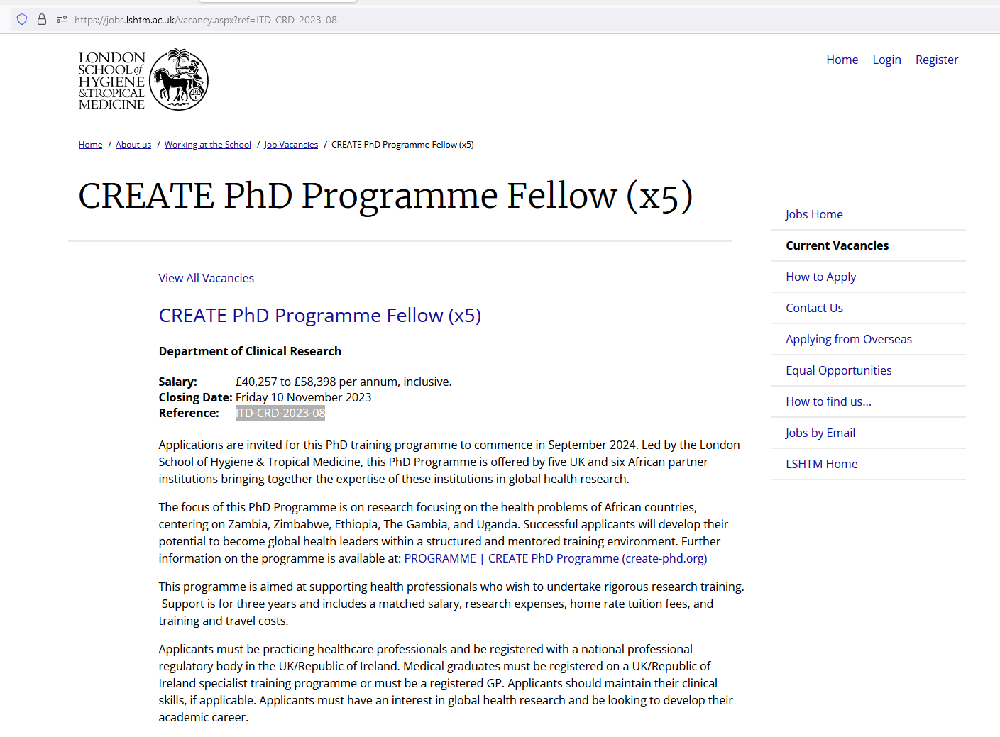 https://jobs.lshtm.ac.uk/vacancy.aspx?ref=ITD-CRD-2023-08
LONDON
SCHOOL of
HYGIENE
&TROPICAL
MEDICINE
Home Login Register
Home / About us / Working at the School / Job Vacancies / CREATE PhD Programme Fellow (x5)
CREATE PhD Programme Fellow (x5)
View All Vacancies
CREATE PhD Programme Fellow (x5)
Department of Clinical Research
Salary: £40,257 to £58,398 per annum, inclusive.
Closing Date: Friday 10 November 2023
Reference: ITD-CRD-2023-08
Applications are invited for this PhD training programme to commence in September 2024. Led by the London
School of Hygiene & Tropical Medicine, this PhD Programme is offered by five UK and six African partner
institutions bringing together the expertise of these institutions in global health research.
The focus of this PhD Programme is on research focusing on the health problems of African countries,
centering on Zambia, Zimbabwe, Ethiopia, The Gambia, and Uganda. Successful applicants will develop their
potential to become global health leaders within a structured and mentored training environment. Further
information on the programme is available at: PROGRAMME | CREATE PhD Programme (create-phd.org)
This programme is aimed at supporting health professionals who wish to undertake rigorous research training.
Support is for three years and includes a matched salary, research expenses, home rate tuition fees, and
training and travel costs.
Applicants must be practicing healthcare professionals and be registered with a national professional
regulatory body in the UK/Republic of Ireland. Medical graduates must be registered on a UK/Republic of
Ireland specialist training programme or must be a registered GP. Applicants should maintain their clinical
skills, if applicable. Applicants must have an interest in global health research and be looking to develop their
academic career.
Jobs Home
Current Vacancies
How to Apply
Contact Us
Applying from Overseas
Equal Opportunities
How to find us...
Jobs by Email
LSHTM Home